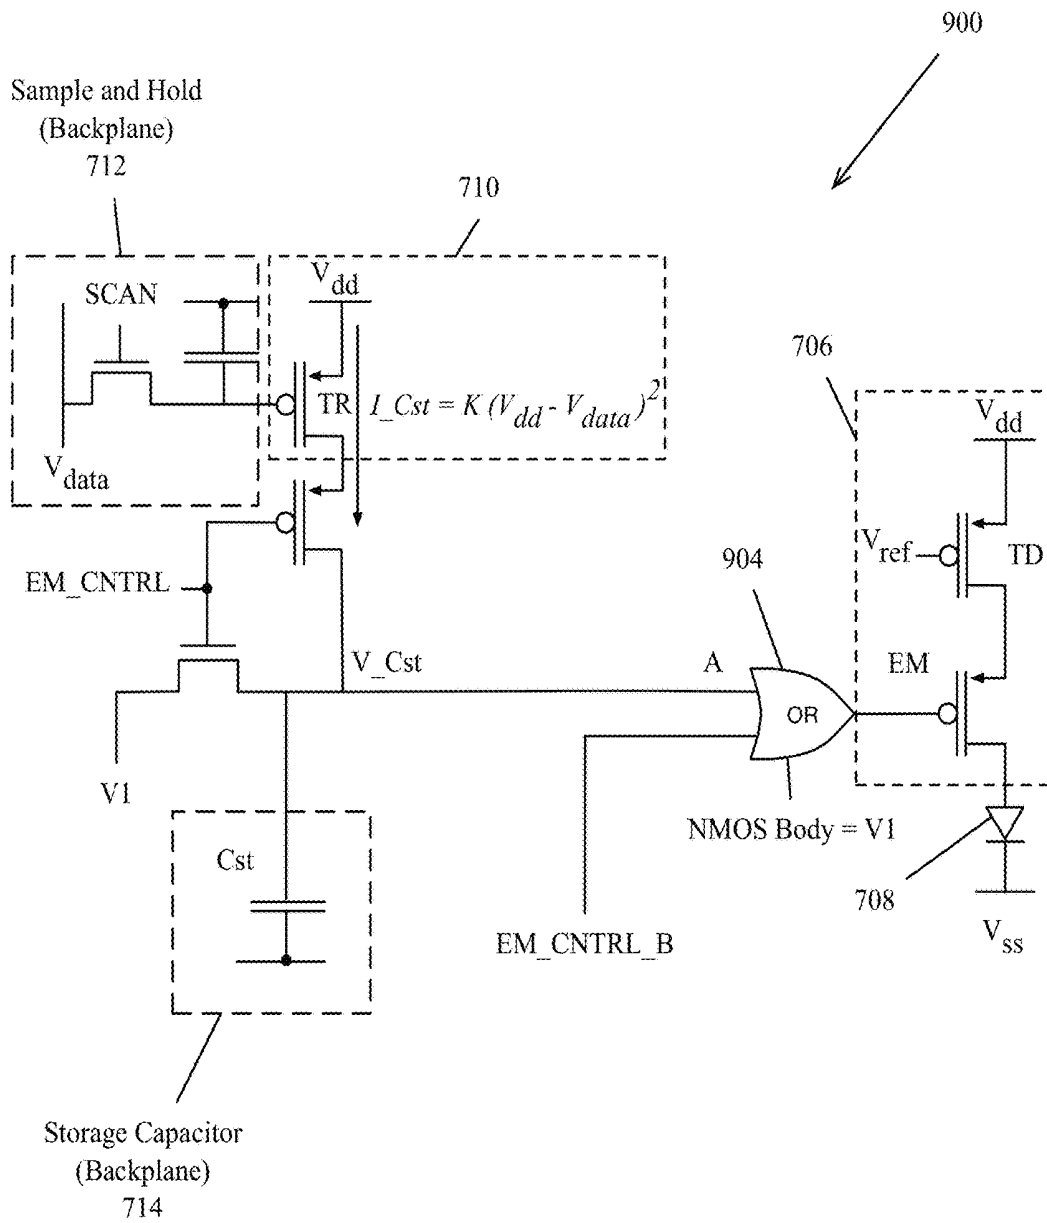 900
Sample and Hold
(Backplane)
712
710
SCAN
Vdd
TR
I_Cst = K (Vdd - Vdata)2
Vdata
706
Vdd
Vref
TD
EM_CNTRL
904
V_Cst
A
EM
OR
V1
NMOS Body = V1
Cst
708
EM_CNTRL_B
Vss
Storage Capacitor
(Backplane)
714